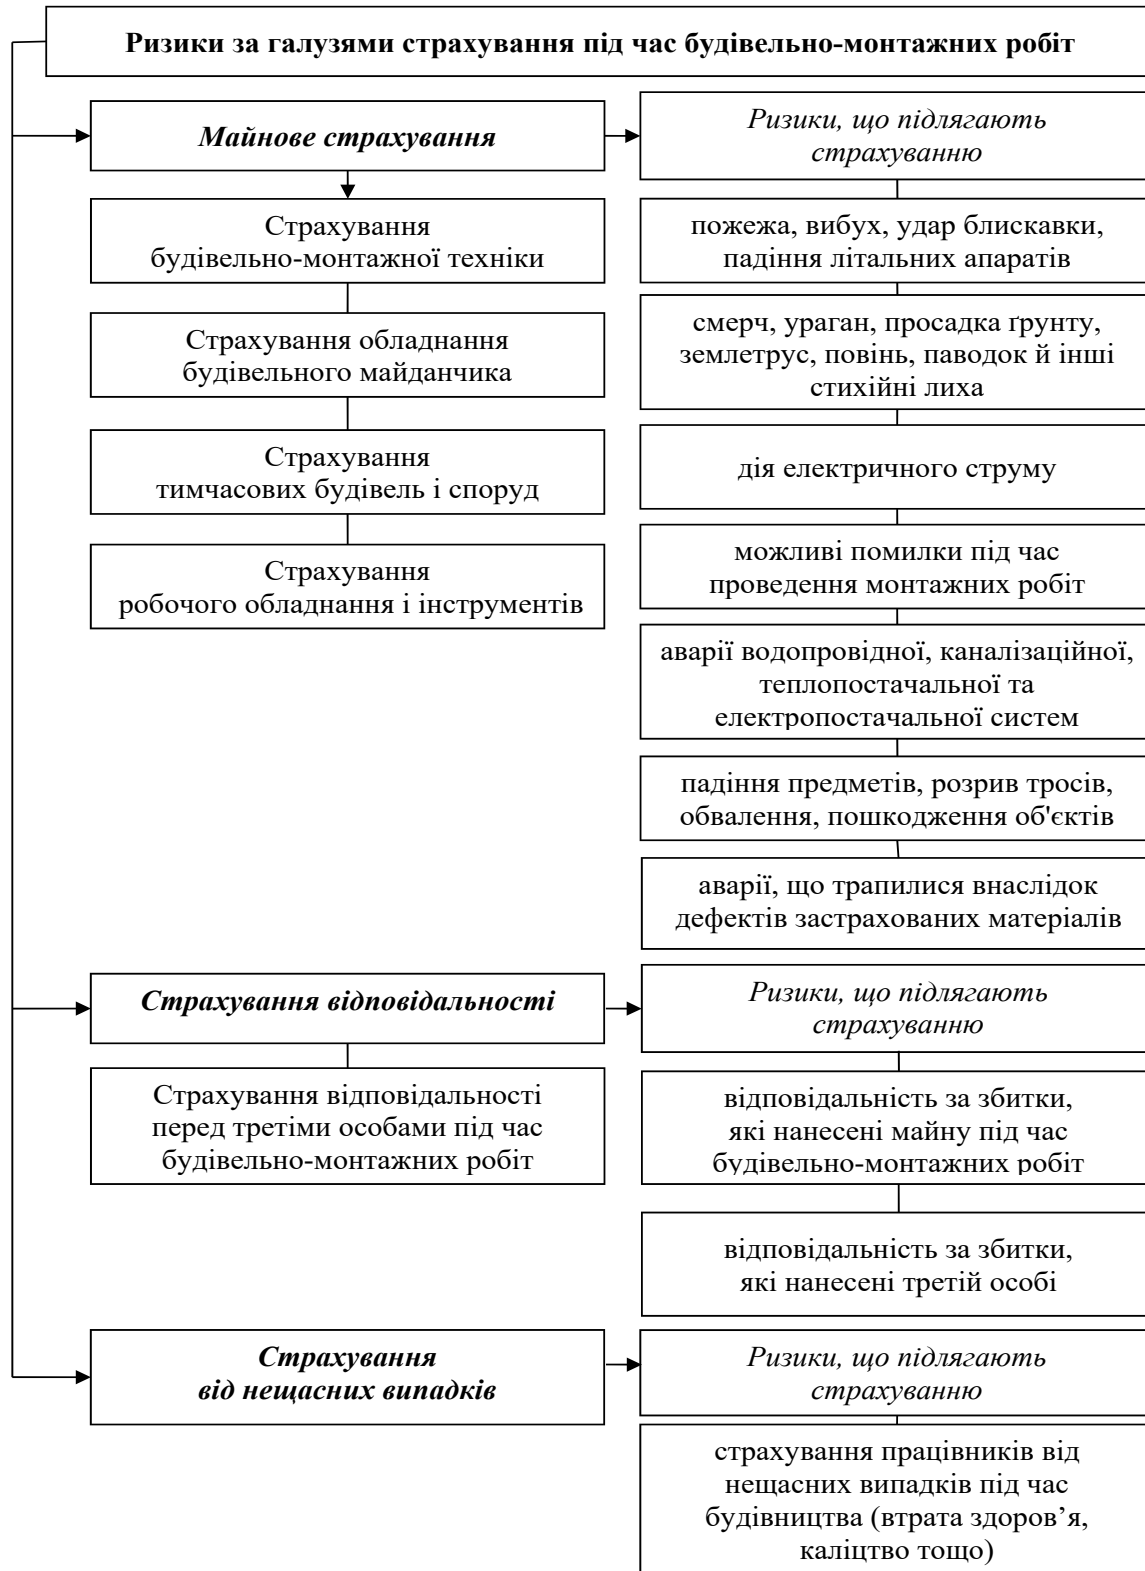 Ризики за галузями страхування під час будівельно-монтажних робіт
Майнове страхування
Страхування
будівельно-монтажної техніки
Страхування обладнання
будівельного майданчика
Страхування
тимчасових будівель і споруд
Страхування
робочого обладнання і інструментів
Ризики, що підлягають
страхуванню
пожежа, вибух, удар блискавки,
падіння літальних апаратів
смерч, ураган, просадка ґрунту,
землетрус, повінь, паводок й інші
стихійні лиха
дія електричного струму
можливі помилки під час
проведення монтажних робіт
аварії водопровідної, каналізаційної,
теплопостачальної та
електропостачальної систем
падіння предметів, розрив тросів,
обвалення, пошкодження об'єктів
аварії, що трапилися внаслідок
дефектів застрахованих матеріалів
Страхування відповідальності
Страхування відповідальності
перед третіми особами під час
будівельно-монтажних робіт
Ризики, що підлягають
страхуванню
відповідальність за збитки,
які нанесені майну під час
будівельно-монтажних робіт
відповідальність за збитки,
які нанесені третій особі
Страхування
від нещасних випадків
Ризики, що підлягають
страхуванню
страхування працівників від
нещасних випадків під час
будівництва (втрата здоров’я,
каліцтво тощо)